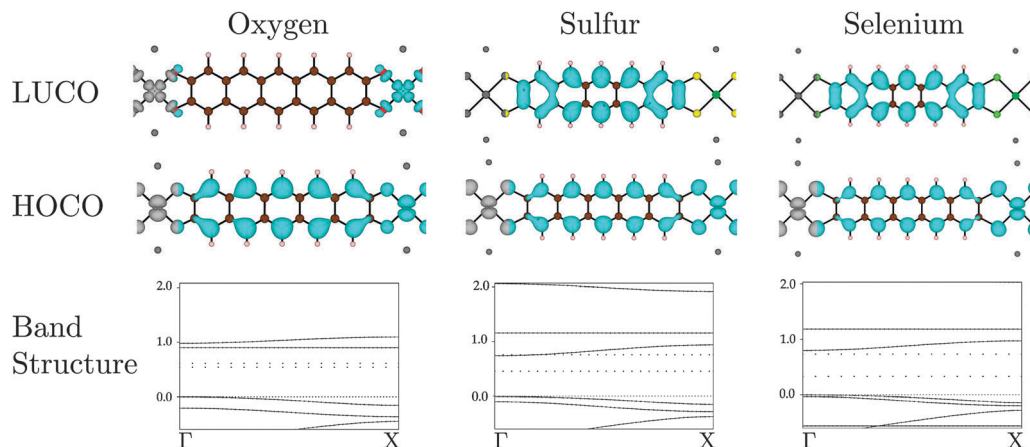 Oxygen Sulfur Selenium
LUCO
HOCO
Band
Structure
2.0 2.0 2.0
1.0 1.0 1.0
0.0 0.0 0.0
Γ X Γ X Γ X